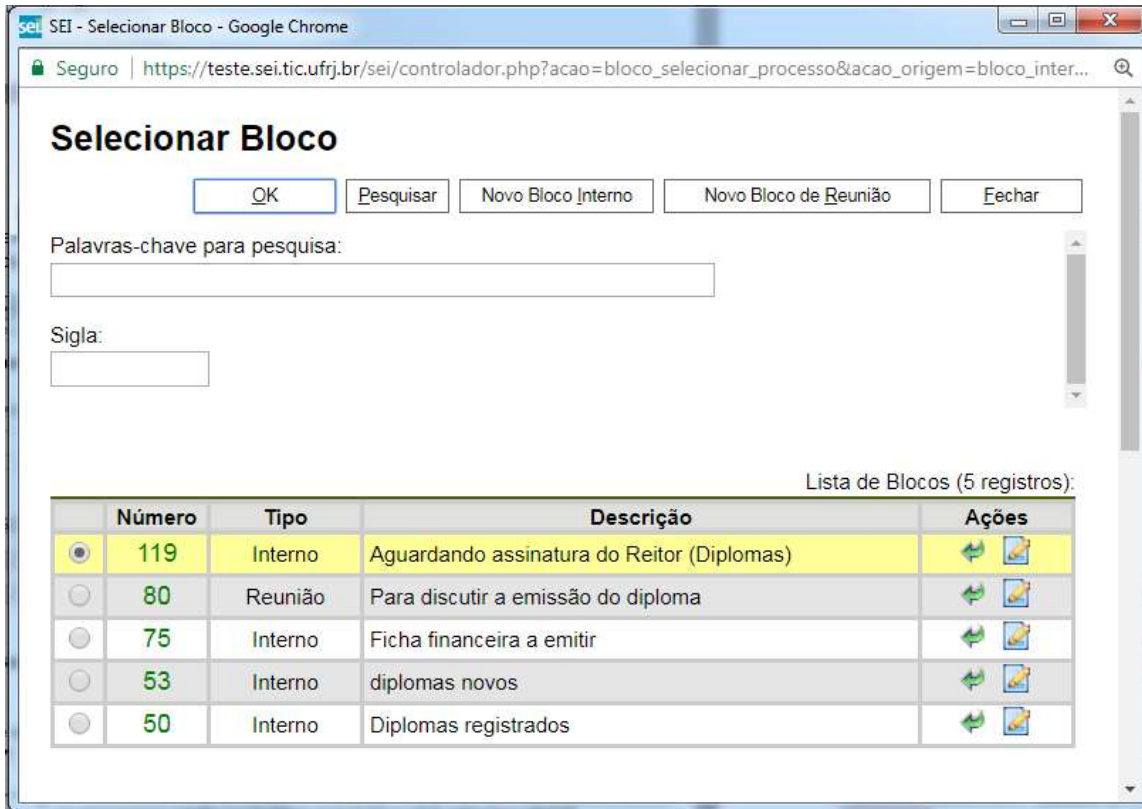 sei SEI - Selecionar Bloco - Google Chrome
Seguro | https://teste.sei.tic.ufrj.br/sei/controlador.php?acao=bloco_selecionar_processo&acao_origem=bloco_inter...
Selecionar Bloco
OK Pesquisar Novo Bloco Interno Novo Bloco de Reunião Fechar
Palavras-chave para pesquisa:
Sigla:
Lista de Blocos (5 registros):
Número Tipo Descrição Ações
119 Interno Aguardando assinatura do Reitor (Diplomas)
80 Reunião Para discutir a emissão do diploma
75 Interno Ficha financeira a emitir
53 Interno diplomas novos
50 Interno Diplomas registrados